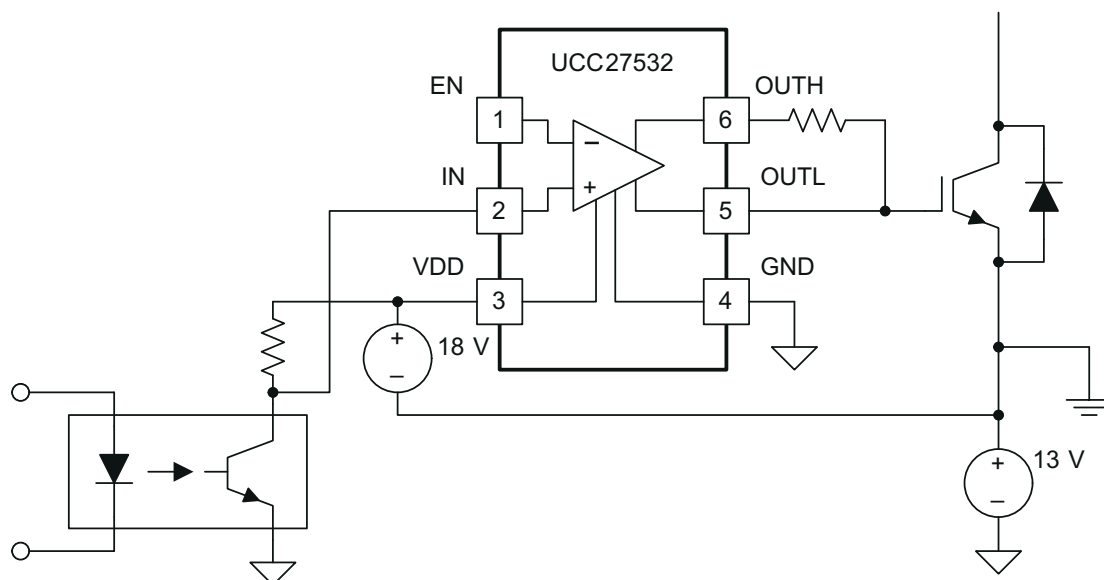 UCC27532
EN
OUTH
1
6
IN
OUTL
2
5
VDD
GND
3
4
+
18 V
+
13 V